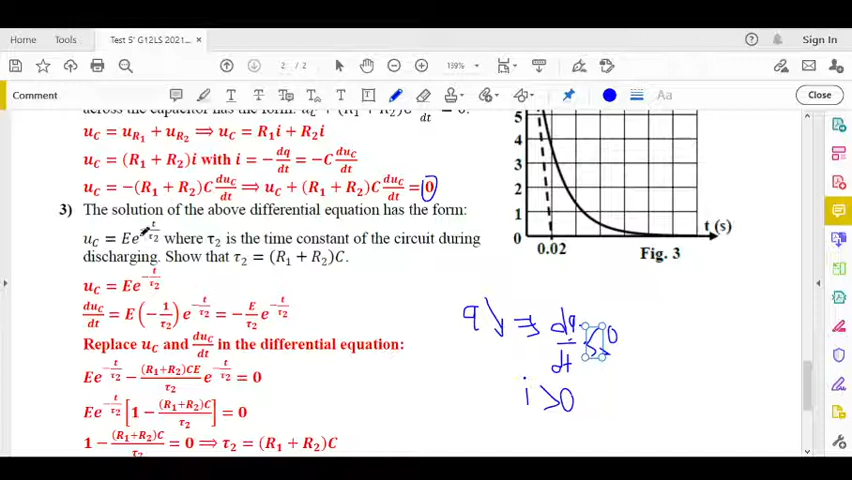 Home Tools Test 5' G12LS 2021... × Sign In
2 / 2 139%
Comment Close
across the capacitor has the form: u_C + (R₁ + R₂)C du_C/dt = 0.
u_C = u_R₁ + u_R₂ ⟹ u_C = R₁i + R₂i
u_C = (R₁ + R₂)i with i = −dq/dt = −C du_C/dt
u_C = −(R₁ + R₂)C du_C/dt ⟹ u_C + (R₁ + R₂)C du_C/dt = 0
3) The solution of the above differential equation has the form:
u_C = Ee^(−t/τ₂) where τ₂ is the time constant of the circuit during
discharging. Show that τ₂ = (R₁ + R₂)C.
u_C = Ee^(−t/τ₂)
du_C/dt = E(−1/τ₂)e^(−t/τ₂) = −E/τ₂ e^(−t/τ₂)
Replace u_C and du_C/dt in the differential equation:
Ee^(−t/τ₂) − (R₁+R₂)CE/τ₂ e^(−t/τ₂) = 0
Ee^(−t/τ₂)[1 − (R₁+R₂)C/τ₂] = 0
1 − (R₁+R₂)C/τ₂ = 0 ⟹ τ₂ = (R₁ + R₂)C
5
4
3
2
1
0
t (s)
0.02
Fig. 3
q ↘ ⇒ dq/dt < 0
i > 0